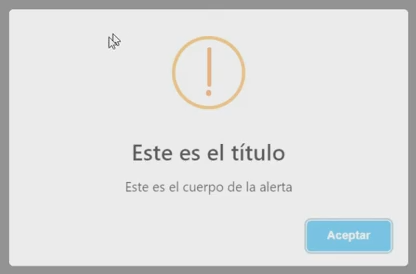 Este es el título
Este es el cuerpo de la alerta
Aceptar